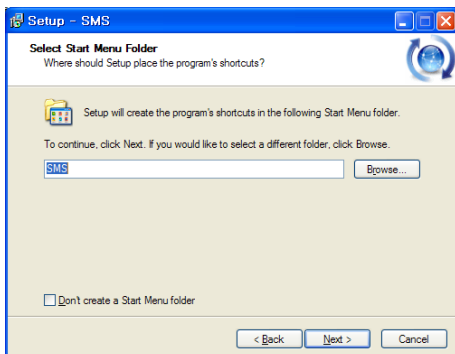 Setup - SMS
Select Start Menu Folder
Where should Setup place the program's shortcuts?
Setup will create the program's shortcuts in the following Start Menu folder.
To continue, click Next. If you would like to select a different folder, click Browse.
SMS
Browse...
Don't create a Start Menu folder
< Back
Next >
Cancel